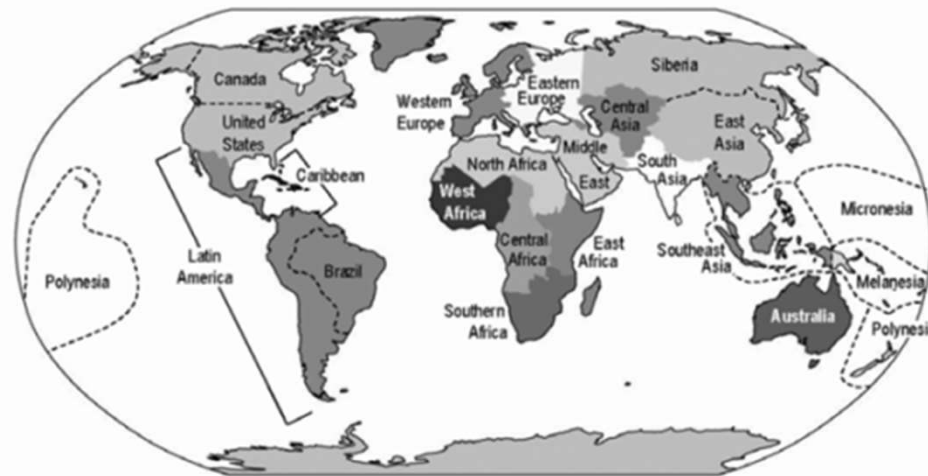 Canada
United
States
Caribbean
Latin
America
Brazil
Polynesia
Western
Europe
Eastern
Europe
Siberia
Central
Asia
East
Asia
Middle
East
South
Asia
North Africa
West
Africa
Central
Africa
East
Africa
Southern
Africa
Southeast
Asia
Micronesia
Melanesia
Australia
Polynesi